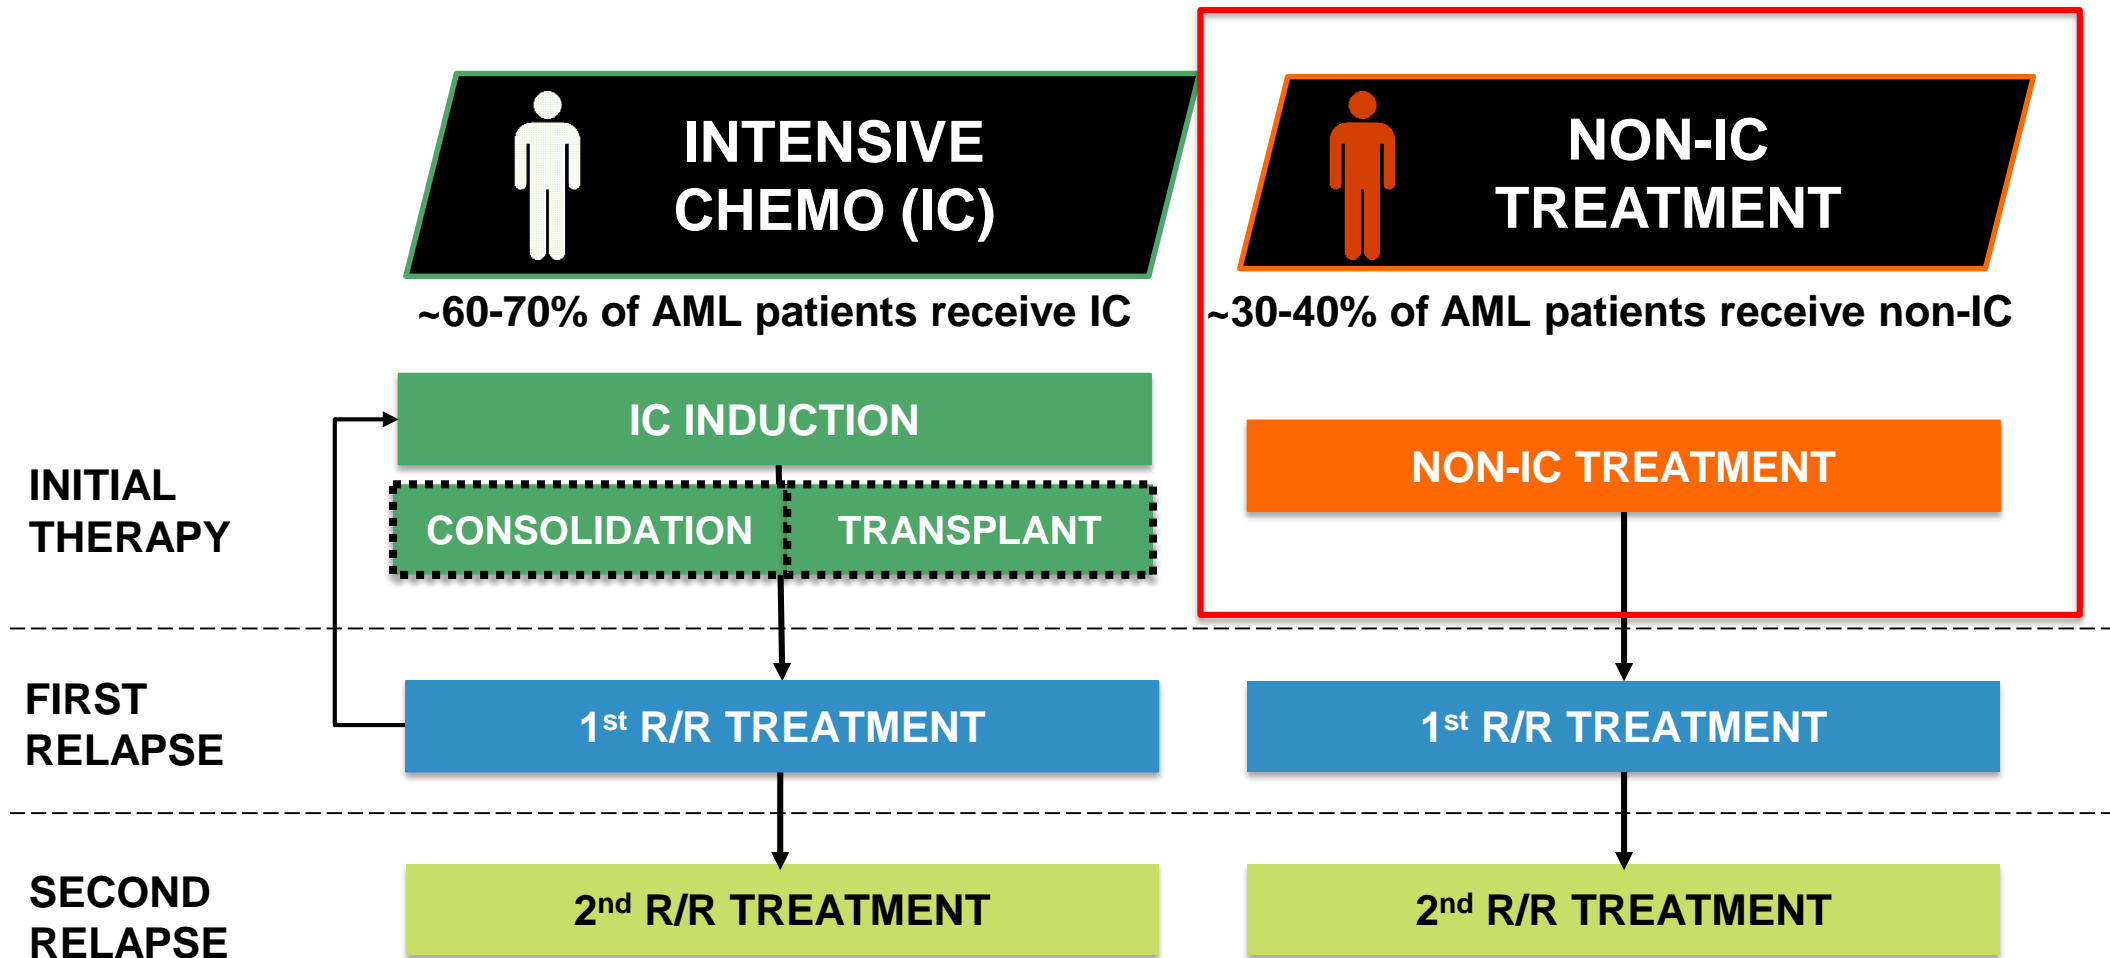 INTENSIVE
CHEMO (IC)
NON-IC
TREATMENT
~60-70% of AML patients receive IC
~30-40% of AML patients receive non-IC
INITIAL
THERAPY
IC INDUCTION
CONSOLIDATION
TRANSPLANT
NON-IC TREATMENT
FIRST
RELAPSE
1st R/R TREATMENT
1st R/R TREATMENT
SECOND
RELAPSE
2nd R/R TREATMENT
2nd R/R TREATMENT